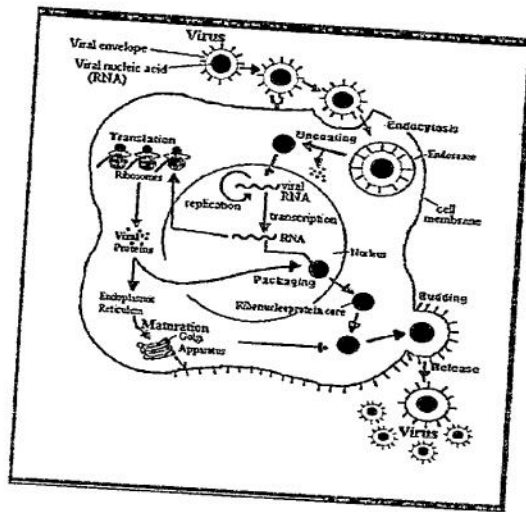 Virus
Viral envelope
Viral nucleic acid
(RNA)
Endocytosis
Uncoating
Endosome
Translation
Ribosomes
viral
RNA
replication
transcription
cell
membrane
RNA
Viral
Proteins
Nucleus
Packaging
Budding
Endoplasmic
Reticulum
Ribonucleoprotein core
Maturation
Golgi
Apparatus
Release
Virus